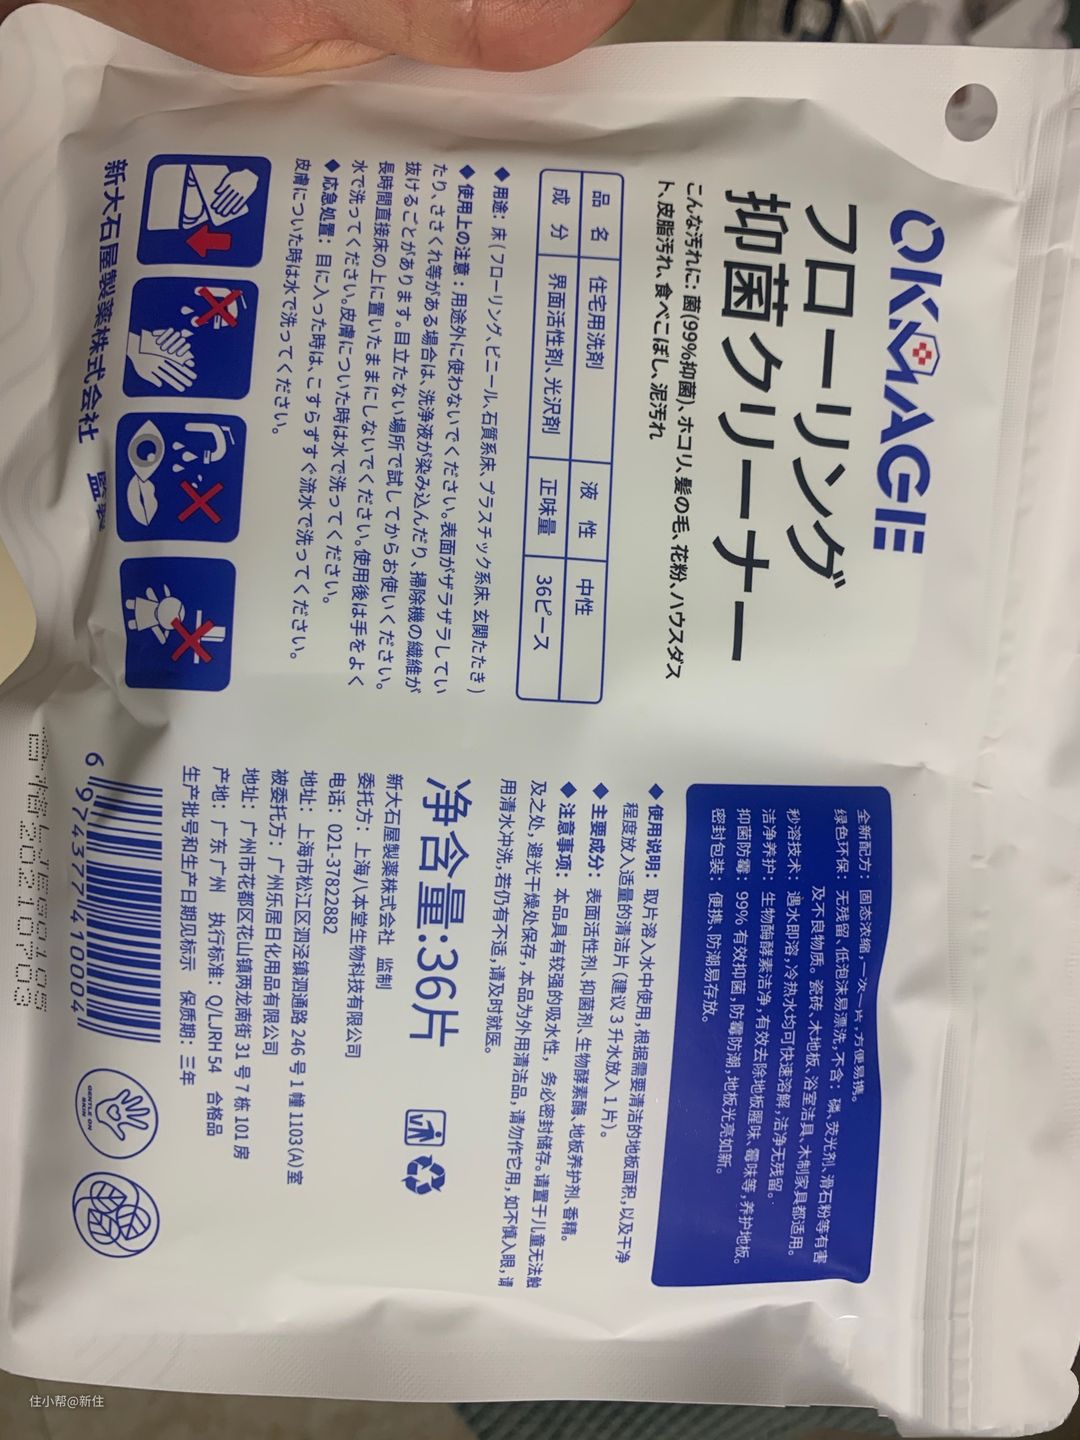 OKMAGE
フローリング
抑菌クリーナー
こんな汚れに: 菌(99%抑菌)、ホコリ、髪の毛、花粉、ハウスダス
ト、皮脂汚れ、食べこぼし、泥汚れ
品 名 住宅用洗剤 液 性 中性
成 分 界面活性剤、光沢剤 正味量 36ピース
◆用途: 床 ( フローリング、ビニール、石質系床、プラスチック系床、玄関たたき )
◆使用上の注意:用途外に使わないでください。表面がザラザラしてい
たり、ささくれ等がある場合は、洗浄液が染み込んだり、掃除機の繊維が
抜けるごとがあります。目立たない場所で試してからお使いください。
長時間直接床の上に置いたままにしないでください。使用後は手をよく
水で洗ってください。皮膚についた時は水で洗ってください。
◆応急処置: 目に入った時は、こすらずすぐ流水で洗ってください。
皮膚についた時は水で洗ってください。
新大石屋製薬株式会社 監製
全新配方: 固态浓缩,一次一片,方便易携。
绿色环保: 无残留、低泡沫易漂洗,不含: 磷、荧光剂、滑石粉等有害
及不良物质。瓷砖、木地板、浴室洁具、木制家具都适用。
秒溶技术: 遇水即溶,冷热水均可快速溶解,洁净无残留。
洁净养护: 生物酶酵素洁净,有效去除地板腥味、霉味等,养护地板。
抑菌防霉: 99% 有效抑菌,防霉防潮,地板光亮如新。
密封包装: 便携、防潮易存放。
◆使用说明: 取片溶入水中使用,根据需要清洁的地板面积,以及干净
程度放入适量的清洁片 (建议 3 升水放入 1 片)。
◆主要成分: 表面活性剂、抑菌剂、生物酵素酶、地板养护剂、香精。
◆注意事项: 本品具有较强的吸水性, 务必密封储存。请置于儿童无法触
及之处, 避光干燥处保存,本品为外用清洁品,请勿作它用,如不慎入眼,请
用清水冲洗,若仍有不适,请及时就医。
净含量:36片
新大石屋製薬株式会社 监制
委托方: 上海八本堂生物科技有限公司
电话: 021-37822882
地址: 上海市松江区泗泾镇泗通路 246 号 1 幢 1103(A) 室
被委托方: 广州乐居日化用品有限公司
地址: 广州市花都区花山镇两龙南街 31 号 7 栋 101 房
产地: 广东 广州 执行标准: Q/LJRH 54 合格品
生产批号和生产日期见标示 保质期: 三年
6 974377 410004
GENTLE ON
SKIN
20210703
住小帮@新住